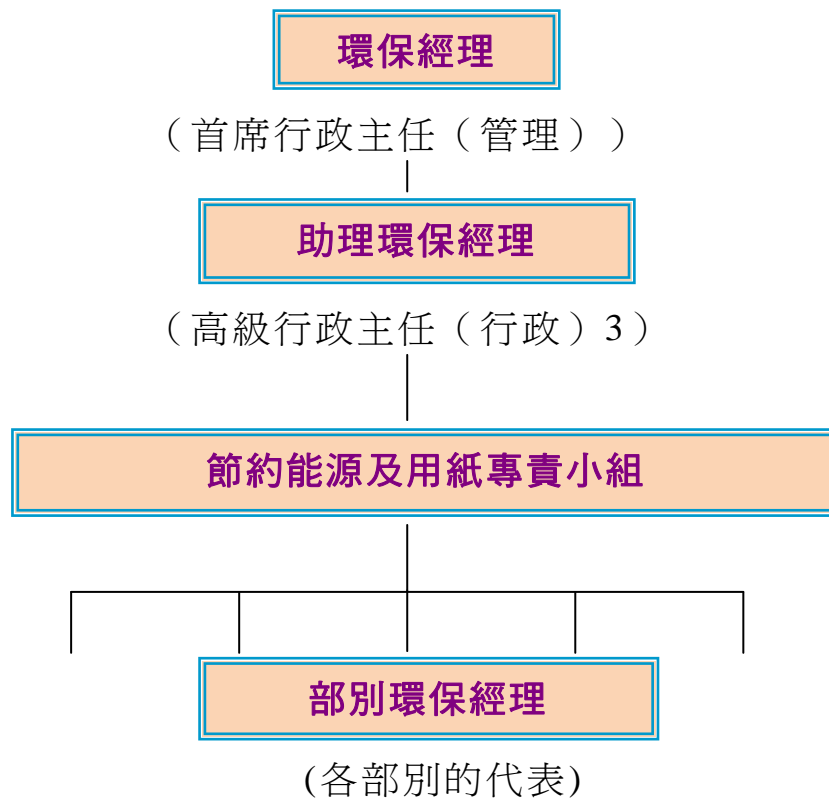 環保經理
（首席行政主任（管理））
助理環保經理
（高級行政主任（行政）3）
節約能源及用紙專責小組
部別環保經理
(各部別的代表)